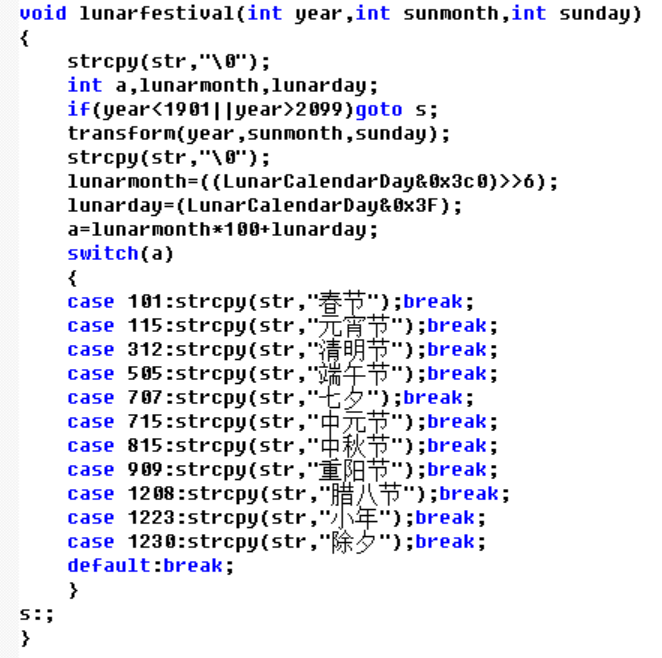 void lunarfestival(int year,int sunmonth,int sunday)
{
strcpy(str,"\0");
int a,lunarmonth,lunarday;
if(year<1901||year>2099)goto s;
transform(year,sunmonth,sunday);
strcpy(str,"\0");
lunarmonth=((LunarCalendarDay&0x3c0)>>6);
lunarday=(LunarCalendarDay&0x3F);
a=lunarmonth*100+lunarday;
switch(a)
{
case 101:strcpy(str,"春节");break;
case 115:strcpy(str,"元宵节");break;
case 312:strcpy(str,"清明节");break;
case 505:strcpy(str,"端午节");break;
case 707:strcpy(str,"七夕");break;
case 715:strcpy(str,"中元节");break;
case 815:strcpy(str,"中秋节");break;
case 909:strcpy(str,"重阳节");break;
case 1208:strcpy(str,"腊八节");break;
case 1223:strcpy(str,"小年");break;
case 1230:strcpy(str,"除夕");break;
default:break;
}
s:;
}